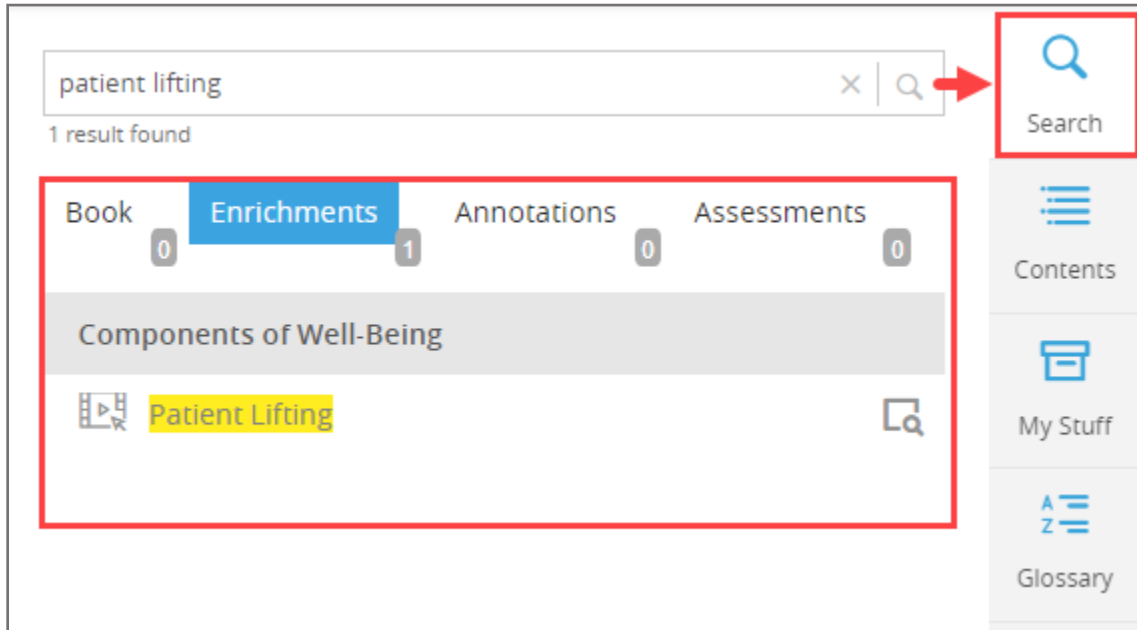 patient lifting
1 result found
Book 0 Enrichments 1 Annotations 0 Assessments 0
Components of Well-Being
Patient Lifting
Search
Contents
My Stuff
A
Z
Glossary